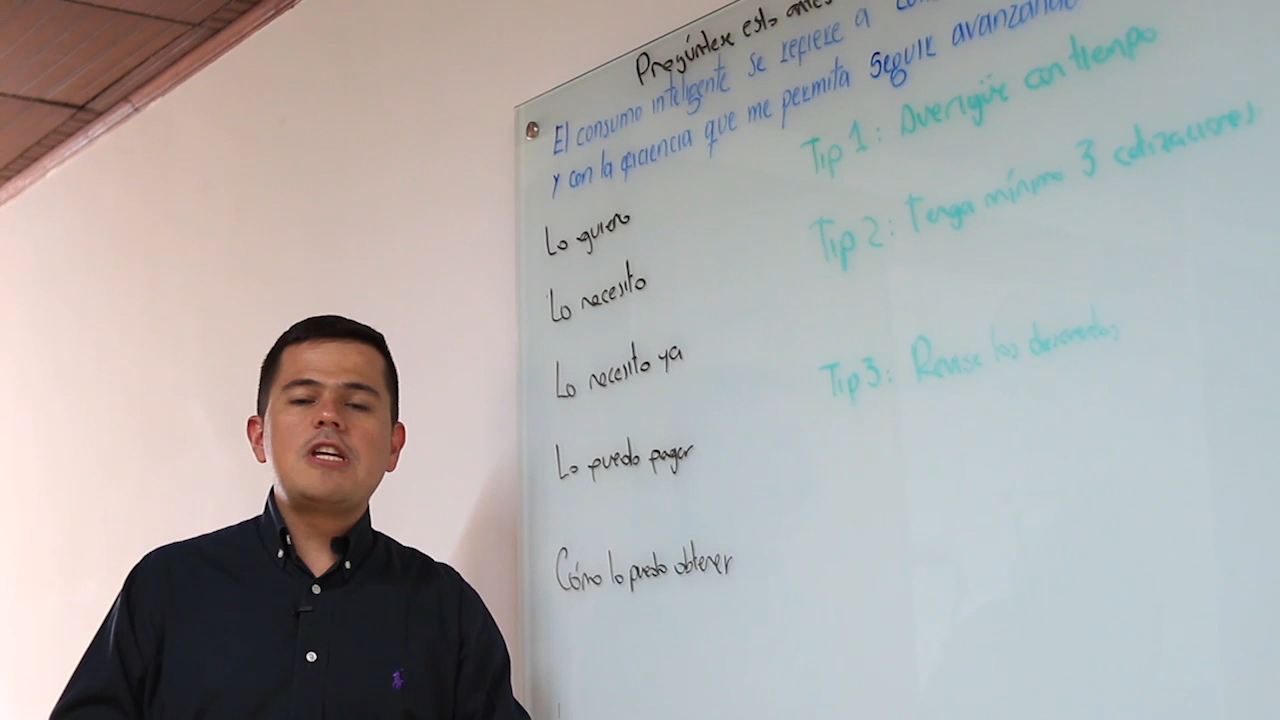 Pregúntese esto antes
El consumo inteligente se refiere a
y con la eficiencia que me permita seguir avanzando
Tip 1: Averigüe con tiempo
Tip 2: Tenga mínimo 3 cotizaciones
Tip 3: Revise los descuentos
Lo quiero
Lo necesito
Lo necesito ya
Lo puedo pagar
Cómo lo puedo obtener